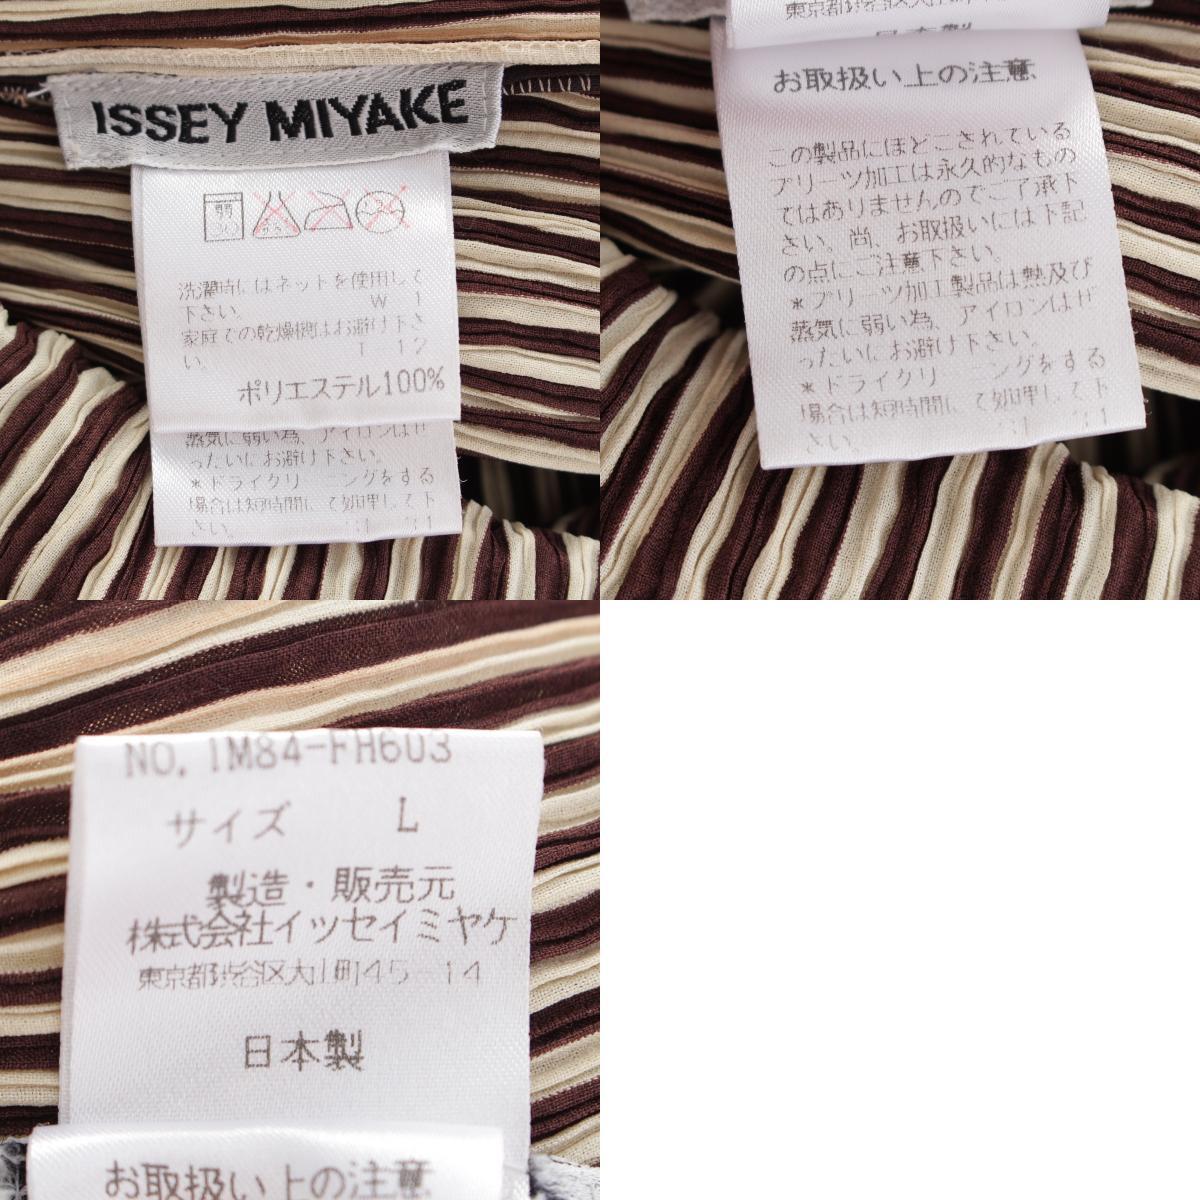 ISSEY MIYAKE
弱
30
洗濯時にはネットを使用して
下さい。 W 1
家庭での乾燥機はお避け下さ
い。 T 12
ポリエステル100%
蒸気に弱い為、アイロンはぜ
ったいにお避け下さい。
*ドライクリーニングをする
場合は短時間にて処理して下
さい。 31 31
日本製
お取扱い上の注意
この製品にほどこされている
プリーツ加工は永久的なもの
ではありませんのでご了承下
さい。尚、お取扱いには下記
の点にご注意下さい。
*プリーツ加工製品は熱及び
蒸気に弱い為、アイロンはぜ
ったいにお避け下さい。
*ドライクリーニングをする
場合は短時間にて処理して下
さい。 31 31
NO. IM84-FH603
サイズ L
製造・販売元
株式会社イッセイミヤケ
東京都渋谷区大山町45-14
日本製
お取扱い上の注意